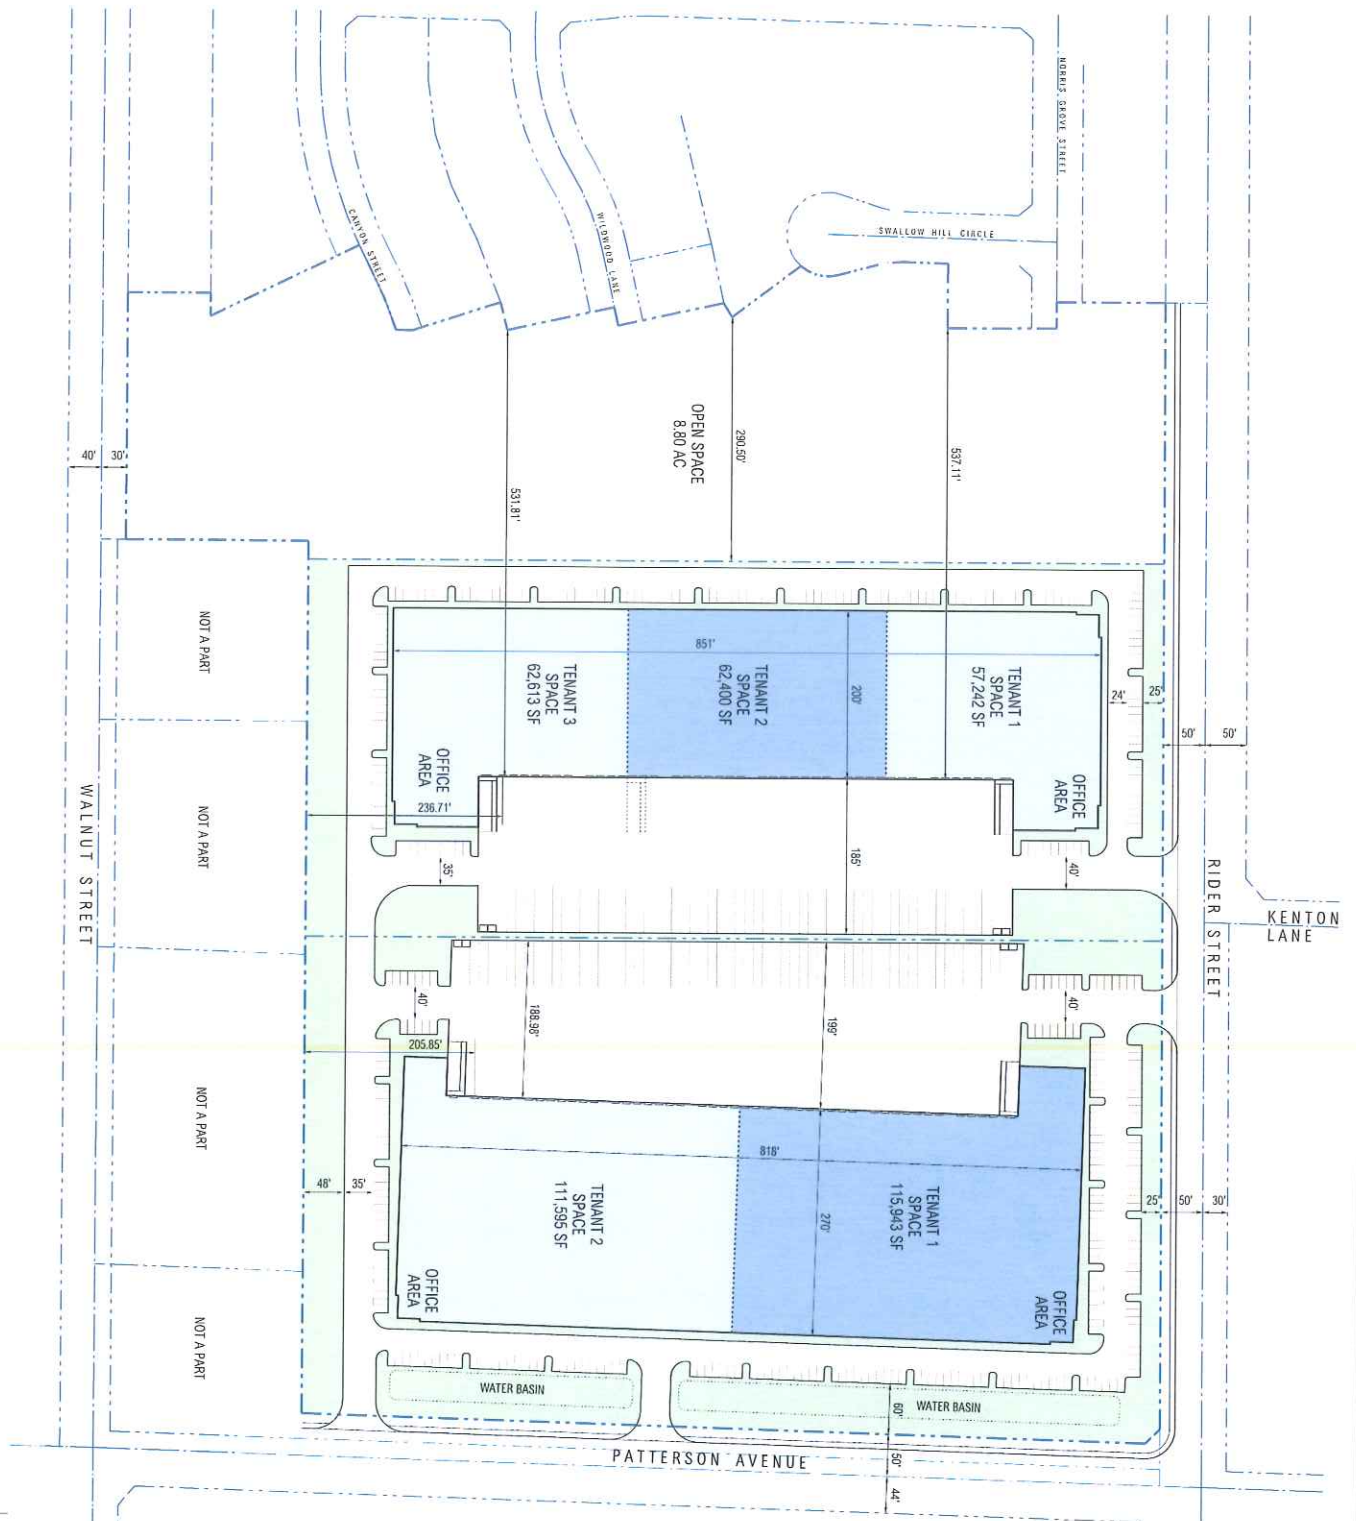 NORRIS GROVE STREET
SWALLOW HILL CIRCLE
CANYON STREET
WILDWOOD LANE
OPEN SPACE
8.80 AC
290.50'
537.11'
531.81'
40'
30'
851'
200'
TENANT 3
SPACE
62,613 SF
TENANT 2
SPACE
62,400 SF
TENANT 1
SPACE
57,242 SF
24'
25'
50'
50'
OFFICE
AREA
OFFICE
AREA
236.71'
185'
35'
40'
NOT A PART
NOT A PART
NOT A PART
NOT A PART
WALNUT STREET
RIDER STREET
KENTON
LANE
40'
40'
188.98'
199'
205.85'
818'
270'
48'
35'
25'
50'
30'
TENANT 2
SPACE
111,595 SF
TENANT 1
SPACE
115,943 SF
OFFICE
AREA
OFFICE
AREA
WATER BASIN
WATER BASIN
60'
50'
44'
PATTERSON AVENUE